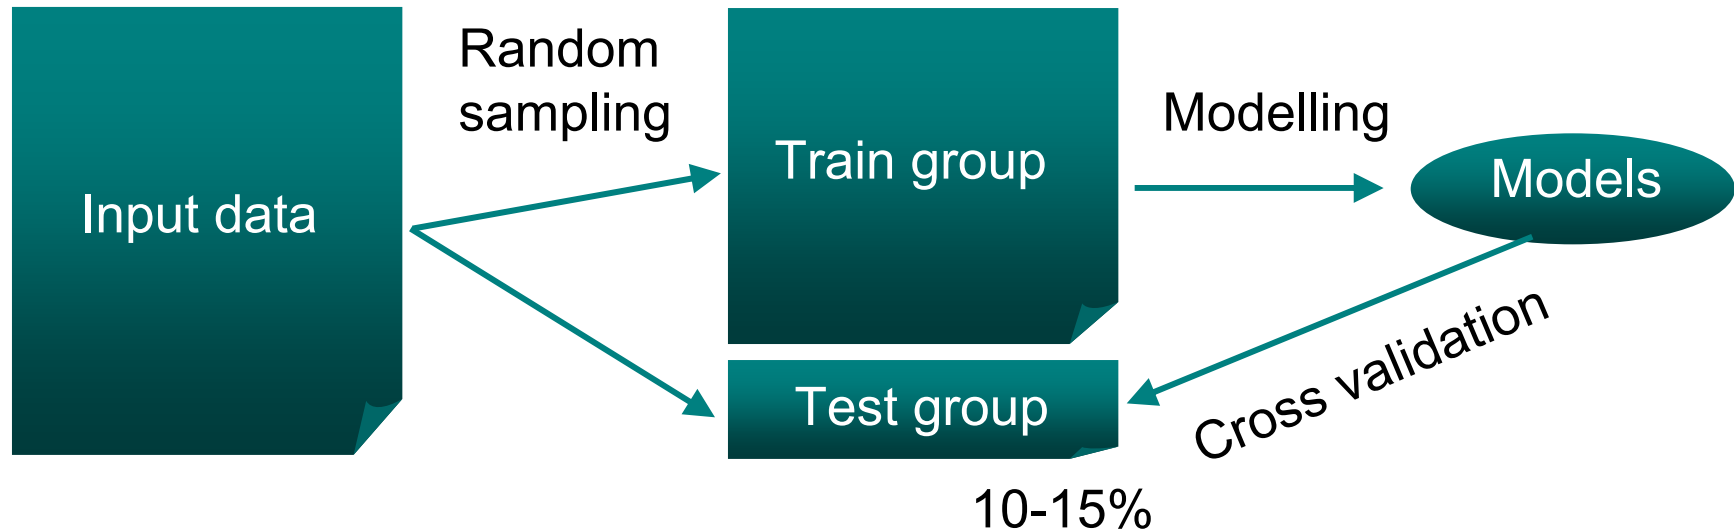 Input data
Random
sampling
Train group
Modelling
Models
Test group
Cross validation
10-15%